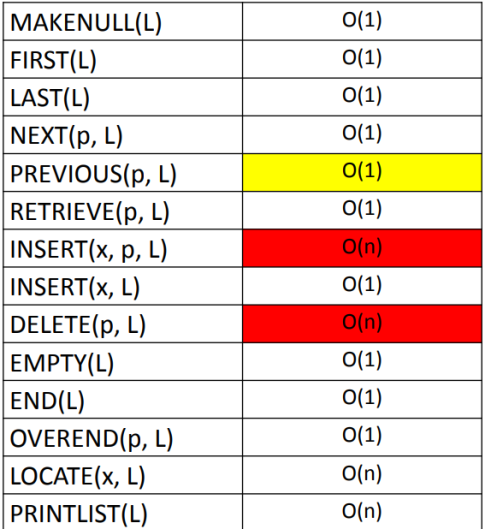 MAKENULL(L) O(1)
FIRST(L) O(1)
LAST(L) O(1)
NEXT(p, L) O(1)
PREVIOUS(p, L) O(1)
RETRIEVE(p, L) O(1)
INSERT(x, p, L) O(n)
INSERT(x, L) O(1)
DELETE(p, L) O(n)
EMPTY(L) O(1)
END(L) O(1)
OVEREND(p, L) O(1)
LOCATE(x, L) O(n)
PRINTLIST(L) O(n)